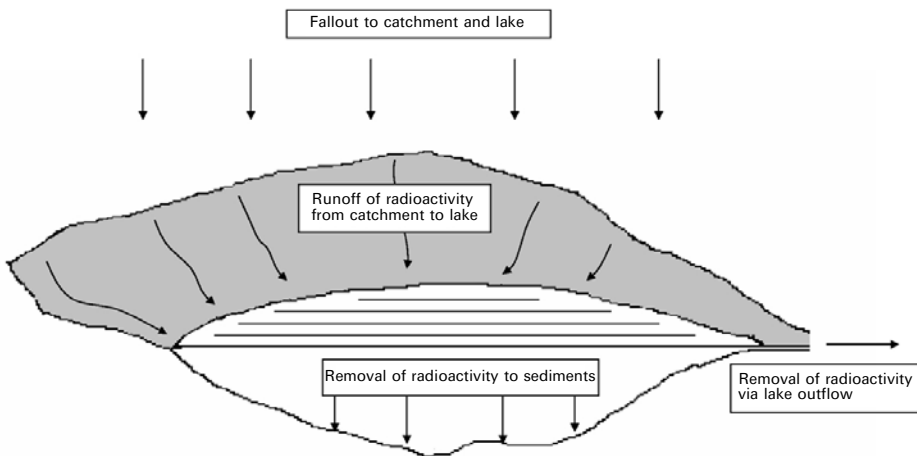 Fallout to catchment and lake
Runoff of radioactivity
from catchment to lake
Removal of radioactivity to sediments
Removal of radioactivity
via lake outflow